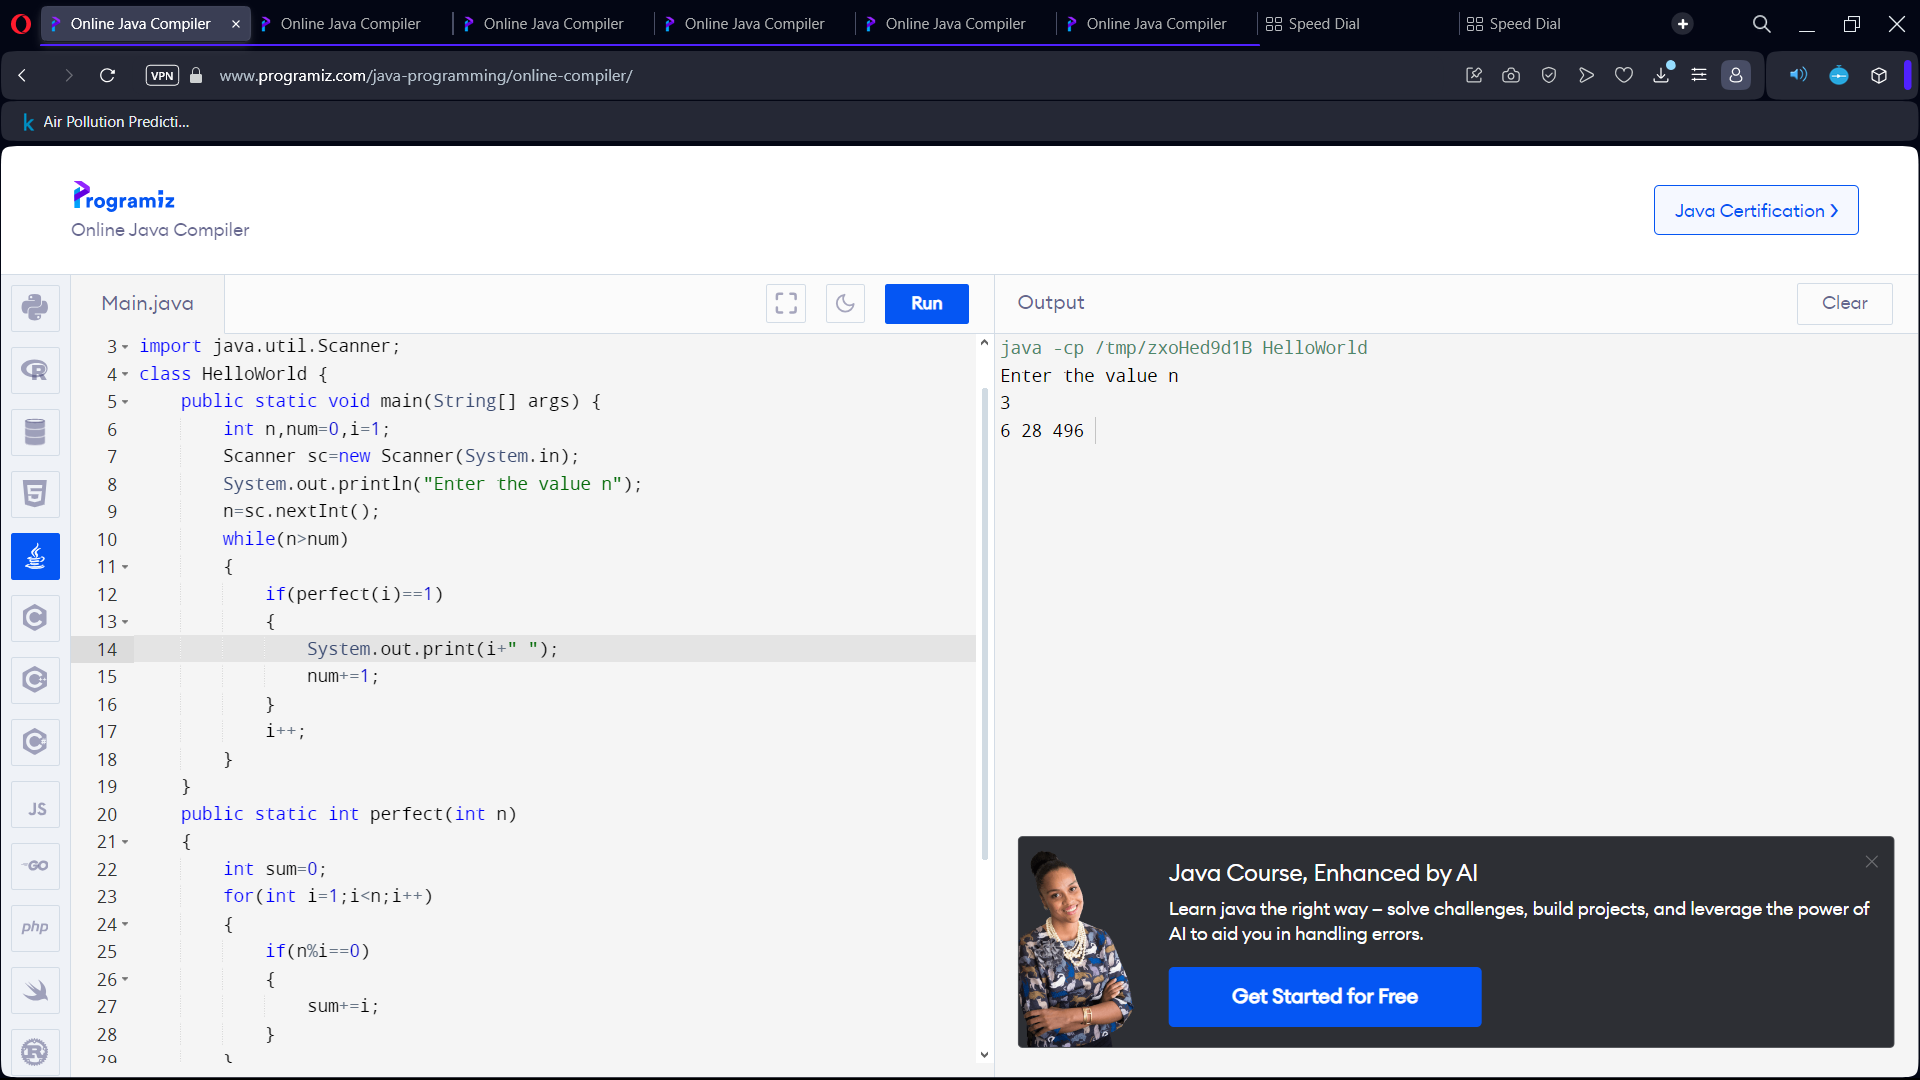 Online Java Compiler
Online Java Compiler
Online Java Compiler
Online Java Compiler
Online Java Compiler
Online Java Compiler
Speed Dial
Speed Dial
VPN
www.programiz.com/java-programming/online-compiler/
k Air Pollution Predicti...
Programiz
Online Java Compiler
Java Certification
Main.java
Run
Output
Clear
3 import java.util.Scanner;
4 class HelloWorld {
5 public static void main(String[] args) {
6 int n,num=0,i=1;
7 Scanner sc=new Scanner(System.in);
8 System.out.println("Enter the value n");
9 n=sc.nextInt();
10 while(n>num)
11 {
12 if(perfect(i)==1)
13 {
14 System.out.print(i+" ");
15 num+=1;
16 }
17 i++;
18 }
19 }
20 public static int perfect(int n)
21 {
22 int sum=0;
23 for(int i=1;i<n;i++)
24 {
25 if(n%i==0)
26 {
27 sum+=i;
28 }
29 }
java -cp /tmp/zxoHed9d1B HelloWorld
Enter the value n
3
6 28 496
R
5
C
C
C
JS
GO
php
R
Java Course, Enhanced by AI
Learn java the right way – solve challenges, build projects, and leverage the power of
AI to aid you in handling errors.
Get Started for Free